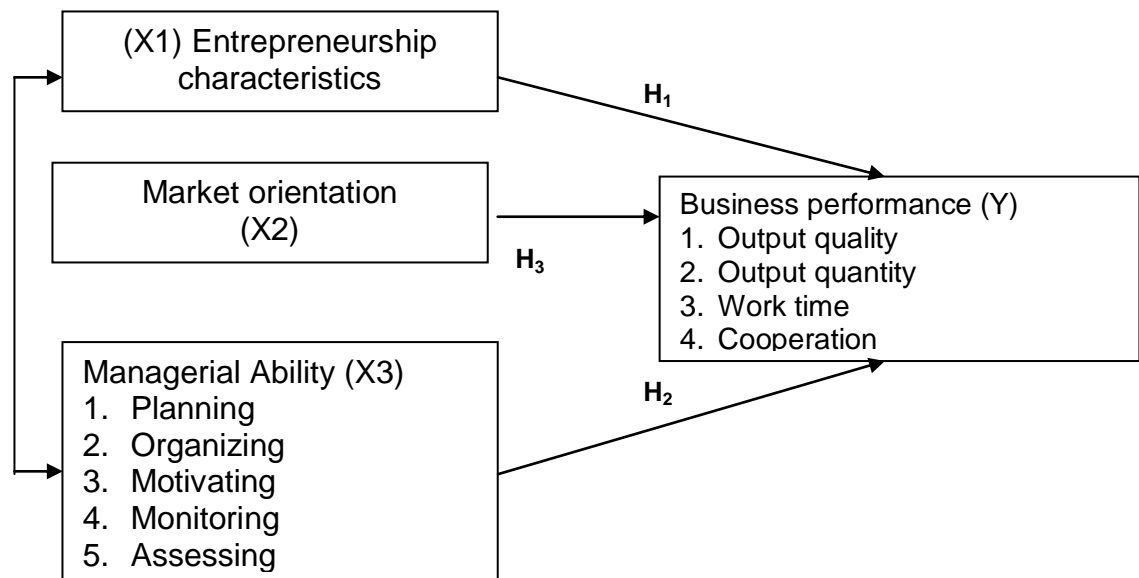 (X1) Entrepreneurship
characteristics
H1
Market orientation
(X2)
H3
Business performance (Y)
1. Output quality
2. Output quantity
3. Work time
4. Cooperation
Managerial Ability (X3)
1. Planning
2. Organizing
3. Motivating
4. Monitoring
5. Assessing
H2